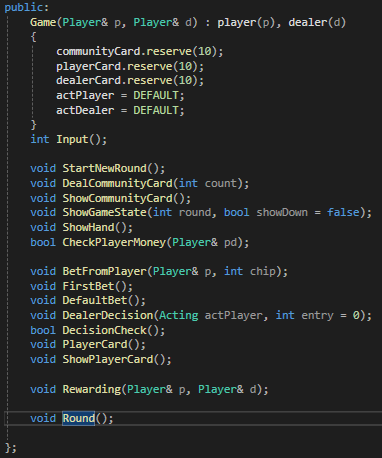 public:
Game(Player& p, Player& d) : player(p), dealer(d)
{
communityCard.reserve(10);
playerCard.reserve(10);
dealerCard.reserve(10);
actPlayer = DEFAULT;
actDealer = DEFAULT;
}
int Input();
void StartNewRound();
void DealCommunityCard(int count);
void ShowCommunityCard();
void ShowGameState(int round, bool showDown = false);
void ShowHand();
bool CheckPlayerMoney(Player& pd);
void BetFromPlayer(Player& p, int chip);
void FirstBet();
void DefaultBet();
void DealerDecision(Acting actPlayer, int entry = 0);
bool DecisionCheck();
void PlayerCard();
void ShowPlayerCard();
void Rewarding(Player& p, Player& d);
void Round();
};